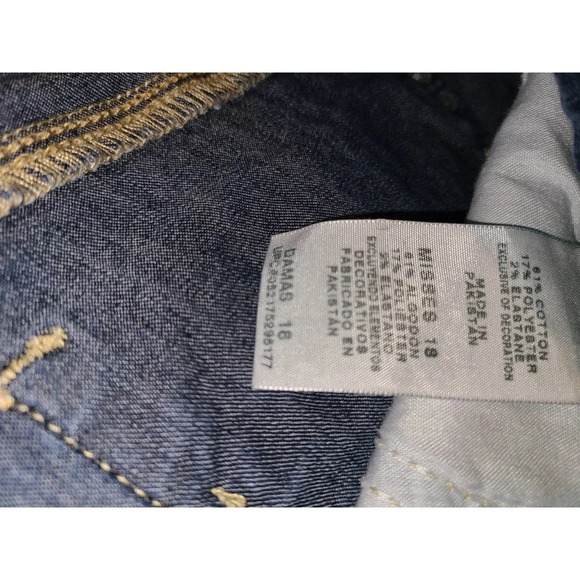 81% COTTON
17% POLYESTER
2% ELASTANE
EXCLUSIVE OF DECORATION
MADE IN
PAKISTAN
MISSES 18
81% ALGODON
17% POLIESTER
2% ELASTANO
EXCLUYENDO ELEMENTOS
DECORATIVOS
FABRICADO EN
PAKISTÁN
DAMAS 18